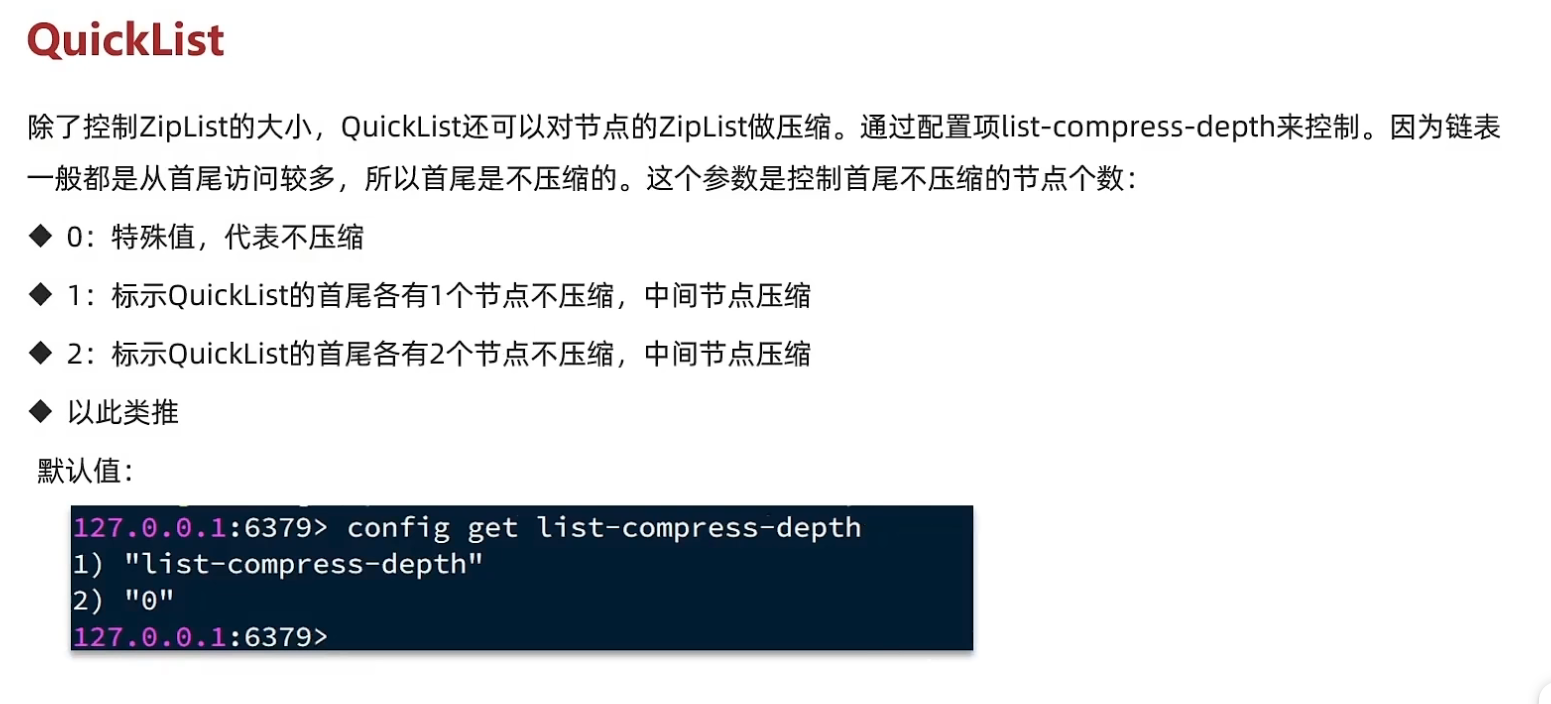 QuickList
除了控制ZipList的大小，QuickList还可以对节点的ZipList做压缩。通过配置项list-compress-depth来控制。因为链表
一般都是从首尾访问较多，所以首尾是不压缩的。这个参数是控制首尾不压缩的节点个数：
◆ 0：特殊值，代表不压缩
◆ 1：标示QuickList的首尾各有1个节点不压缩，中间节点压缩
◆ 2：标示QuickList的首尾各有2个节点不压缩，中间节点压缩
◆ 以此类推
默认值：
127.0.0.1:6379> config get list-compress-depth
1) "list-compress-depth"
2) "0"
127.0.0.1:6379>